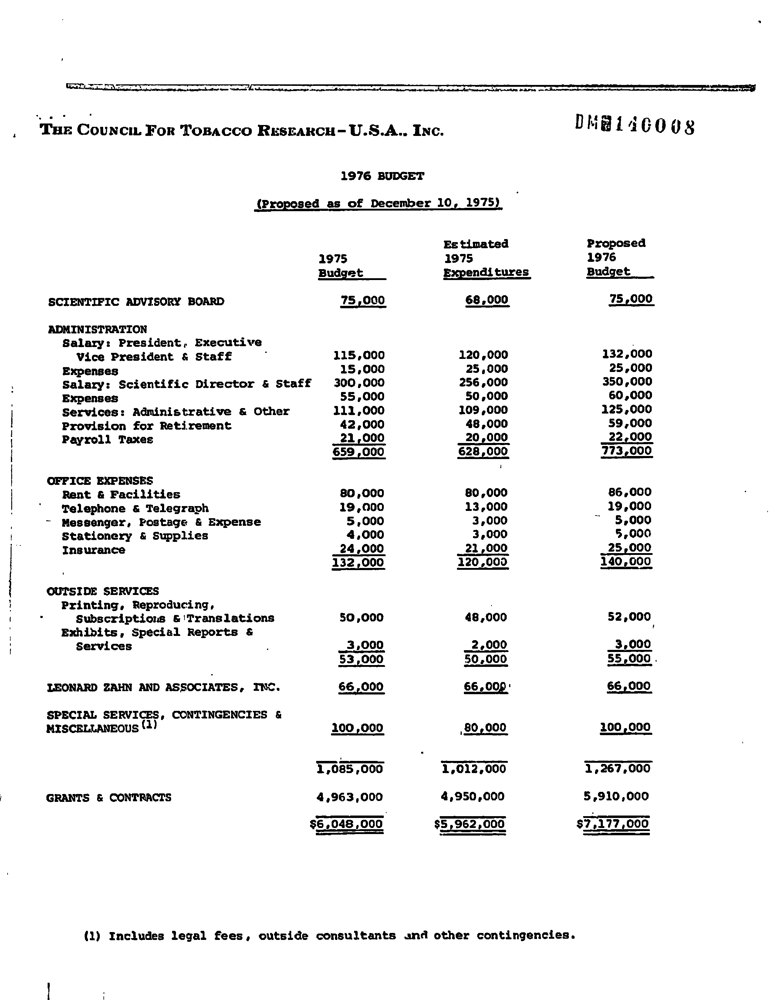 THE COUNCIL FOR TOBACCO RESEARCH-U.S.A., INC.
1976 BUDGET
(Proposed as of December 10, 1975)
Estimated Proposed
1975 1975 1976
Budget Expenditures Budget
SCIENTIFIC ADVISORY BOARD 75,000 68,000 75,000
ADMINISTRATION
Salary: President, Executive
Vice President & Staff 115,000 120,000 132,000
Expenses 15,000 25,000 25,000
Salary: Scientific Director & Staff 300,000 256,000 350,000
Expenses 55,000 50,000 60,000
Services: Administrative & Other 111,000 109,000 125,000
Provision for Retirement 42,000 48,000 59,000
Payroll Taxes 21,000 20,000 22,000
659,000 628,000 773,000
OFFICE EXPENSES
Rent & Facilities 80,000 80,000 86,000
Telephone & Telegraph 19,000 13,000 19,000
Messenger, Postage & Expense 5,000 3,000 5,000
Stationery & Supplies 4,000 3,000 5,000
Insurance 24,000 21,000 25,000
132,000 120,000 140,000
OUTSIDE SERVICES
Printing, Reproducing,
Subscriptions & Translations 50,000 48,000 52,000
Exhibits, Special Reports &
Services 3,000 2,000 3,000
53,000 50,000 55,000
LEONARD ZAHN AND ASSOCIATES, INC. 66,000 66,000 66,000
SPECIAL SERVICES, CONTINGENCIES &
MISCELLANEOUS (1) 100,000 80,000 100,000
1,085,000 1,012,000 1,267,000
GRANTS & CONTRACTS 4,963,000 4,950,000 5,910,000
$6,048,000 $5,962,000 $7,177,000
(1) Includes legal fees, outside consultants and other contingencies.